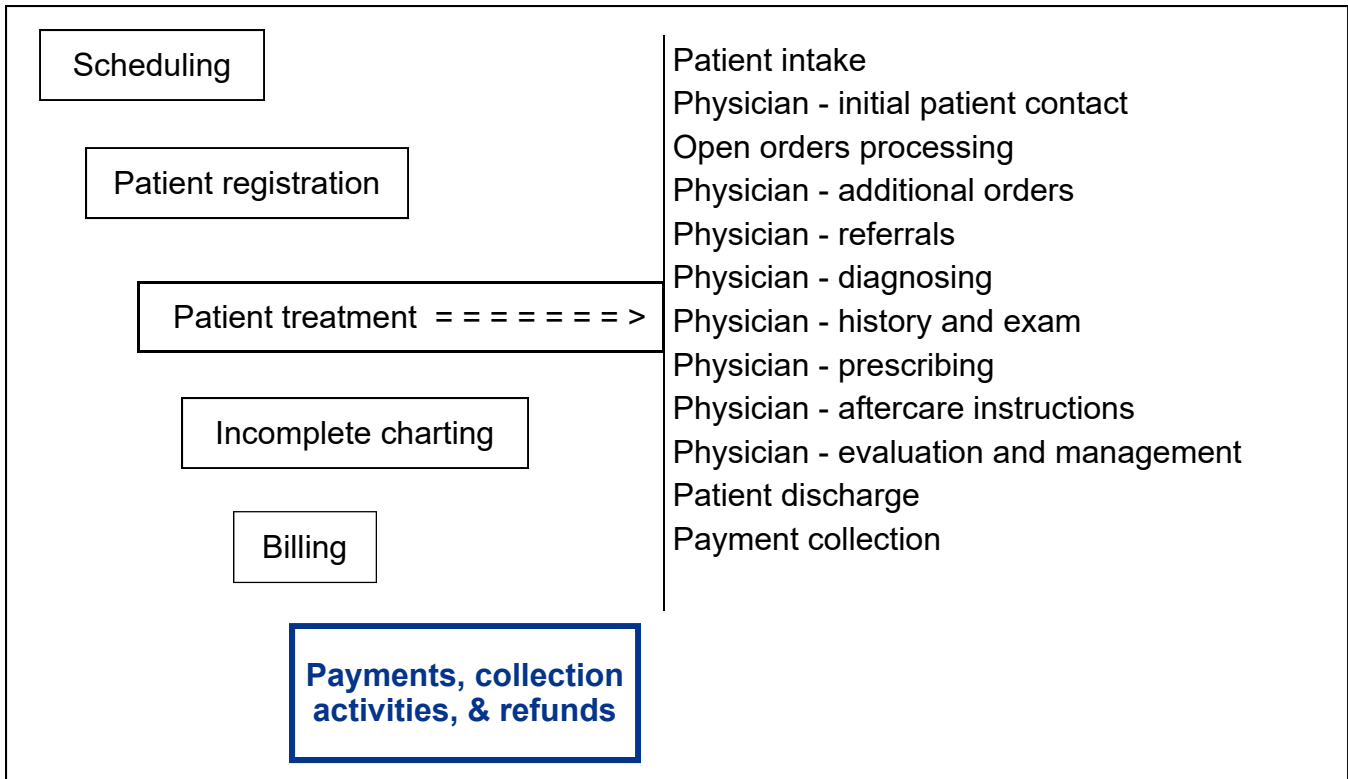 Scheduling
Patient registration
Patient treatment = = = = = = = >
Incomplete charting
Billing
Payments, collection
activities, & refunds
Patient intake
Physician - initial patient contact
Open orders processing
Physician - additional orders
Physician - referrals
Physician - diagnosing
Physician - history and exam
Physician - prescribing
Physician - aftercare instructions
Physician - evaluation and management
Patient discharge
Payment collection